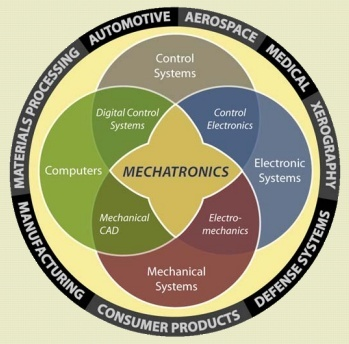 AUTOMOTIVE
AEROSPACE
MEDICAL
XEROGRAPHY
DEFENSE SYSTEMS
CONSUMER PRODUCTS
MANUFACTURING
MATERIALS PROCESSING
Control
Systems
Digital Control
Systems
Control
Electronics
Computers
MECHATRONICS
Electronic
Systems
Mechanical
CAD
Electro-
mechanics
Mechanical
Systems